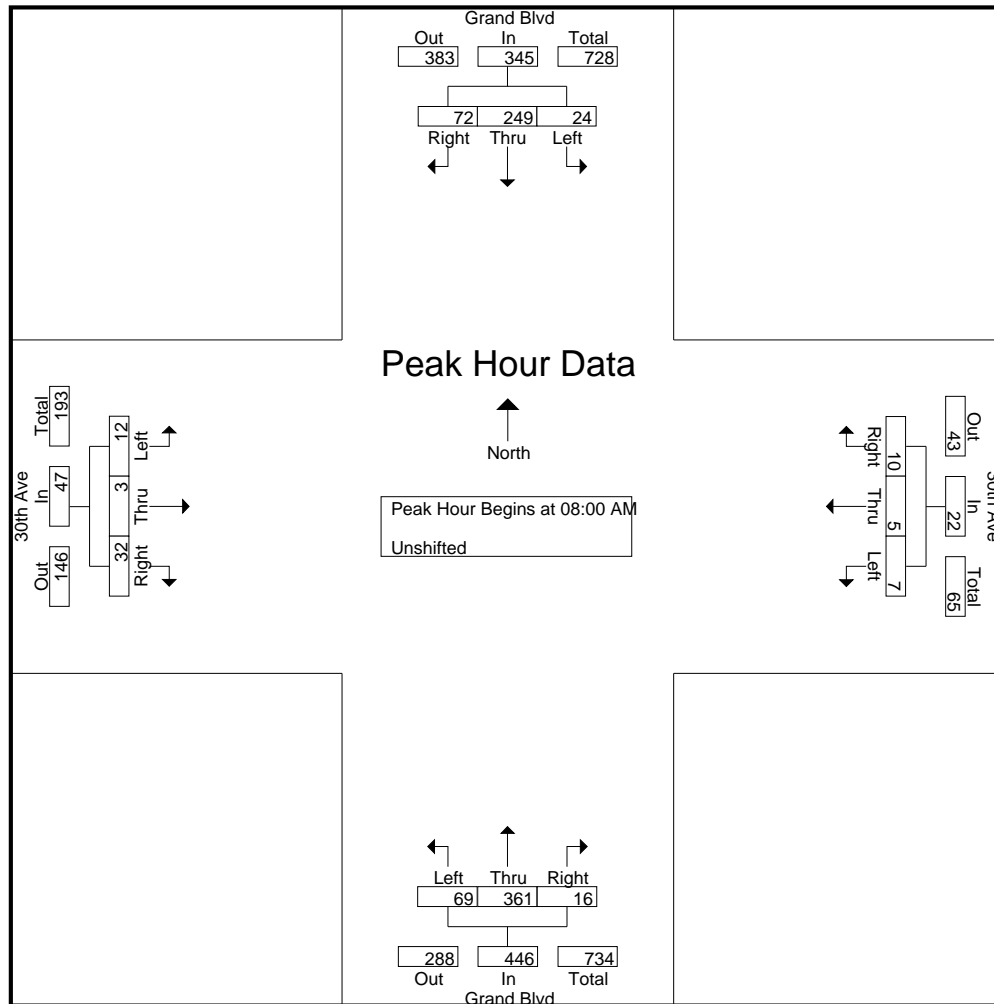 Grand Blvd
Out In Total
383 345 728
72 249 24
Right Thru Left
Peak Hour Data
North
Peak Hour Begins at 08:00 AM
Unshifted
30th Ave
Total In Out
193 47 146
12 3 32
Left Thru Right
Right Thru Left
10 5 7
Out In Total
43 22 65
30th Ave
Left Thru Right
69 361 16
288 446 734
Out In Total
Grand Blvd